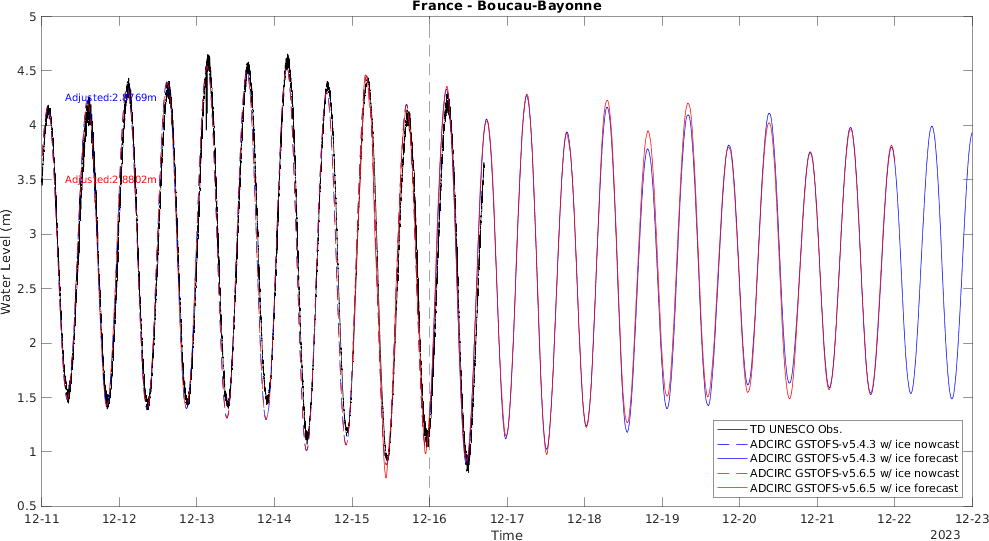 France - Boucau-Bayonne
Water Level (m)
5
4.5
4
3.5
3
2.5
2
1.5
1
0.5
Adjusted:2.8769m
Adjusted:2.8802m
TD UNESCO Obs.
ADCIRC GSTOFS-v5.4.3 w/ ice nowcast
ADCIRC GSTOFS-v5.4.3 w/ ice forecast
ADCIRC GSTOFS-v5.6.5 w/ ice nowcast
ADCIRC GSTOFS-v5.6.5 w/ ice forecast
12-11 12-12 12-13 12-14 12-15 12-16 12-17 12-18 12-19 12-20 12-21 12-22 12-23
Time
2023